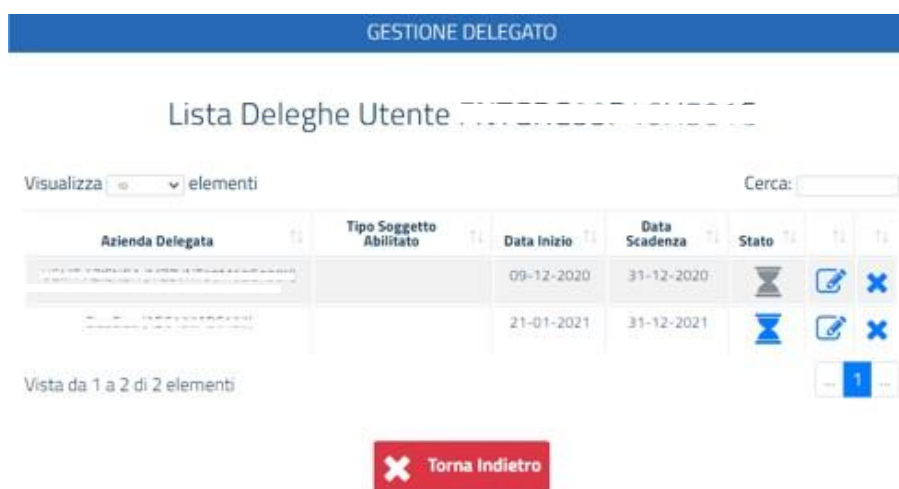 GESTIONE DELEGATO
Lista Deleghe Utente
Visualizza 10 elementi
Cerca:
Azienda Delegata
Tipo Soggetto
Abilitato
Data Inizio
Data
Scadenza
Stato
09-12-2020 31-12-2020
21-01-2021 31-12-2021
Vista da 1 a 2 di 2 elementi
... 1 ...
Torna Indietro